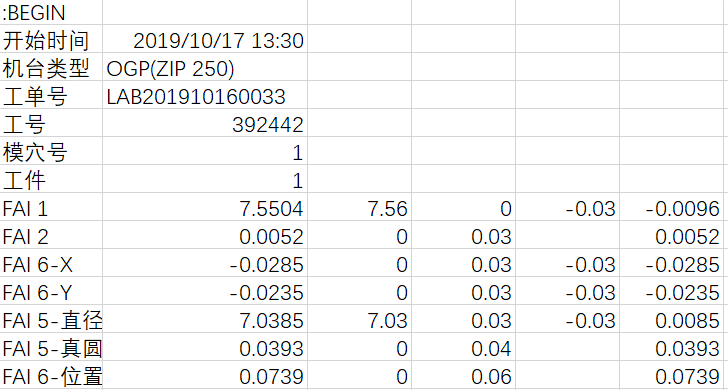 :BEGIN
开始时间 2019/10/17 13:30
机台类型 OGP(ZIP 250)
工单号 LAB201910160033
工号 392442
模穴号 1
工件 1
FAI 1 7.5504 7.56 0 -0.03 -0.0096
FAI 2 0.0052 0 0.03 0.0052
FAI 6-X -0.0285 0 0.03 -0.03 -0.0285
FAI 6-Y -0.0235 0 0.03 -0.03 -0.0235
FAI 5-直径 7.0385 7.03 0.03 -0.03 0.0085
FAI 5-真圆 0.0393 0 0.04 0.0393
FAI 6-位置 0.0739 0 0.06 0.0739